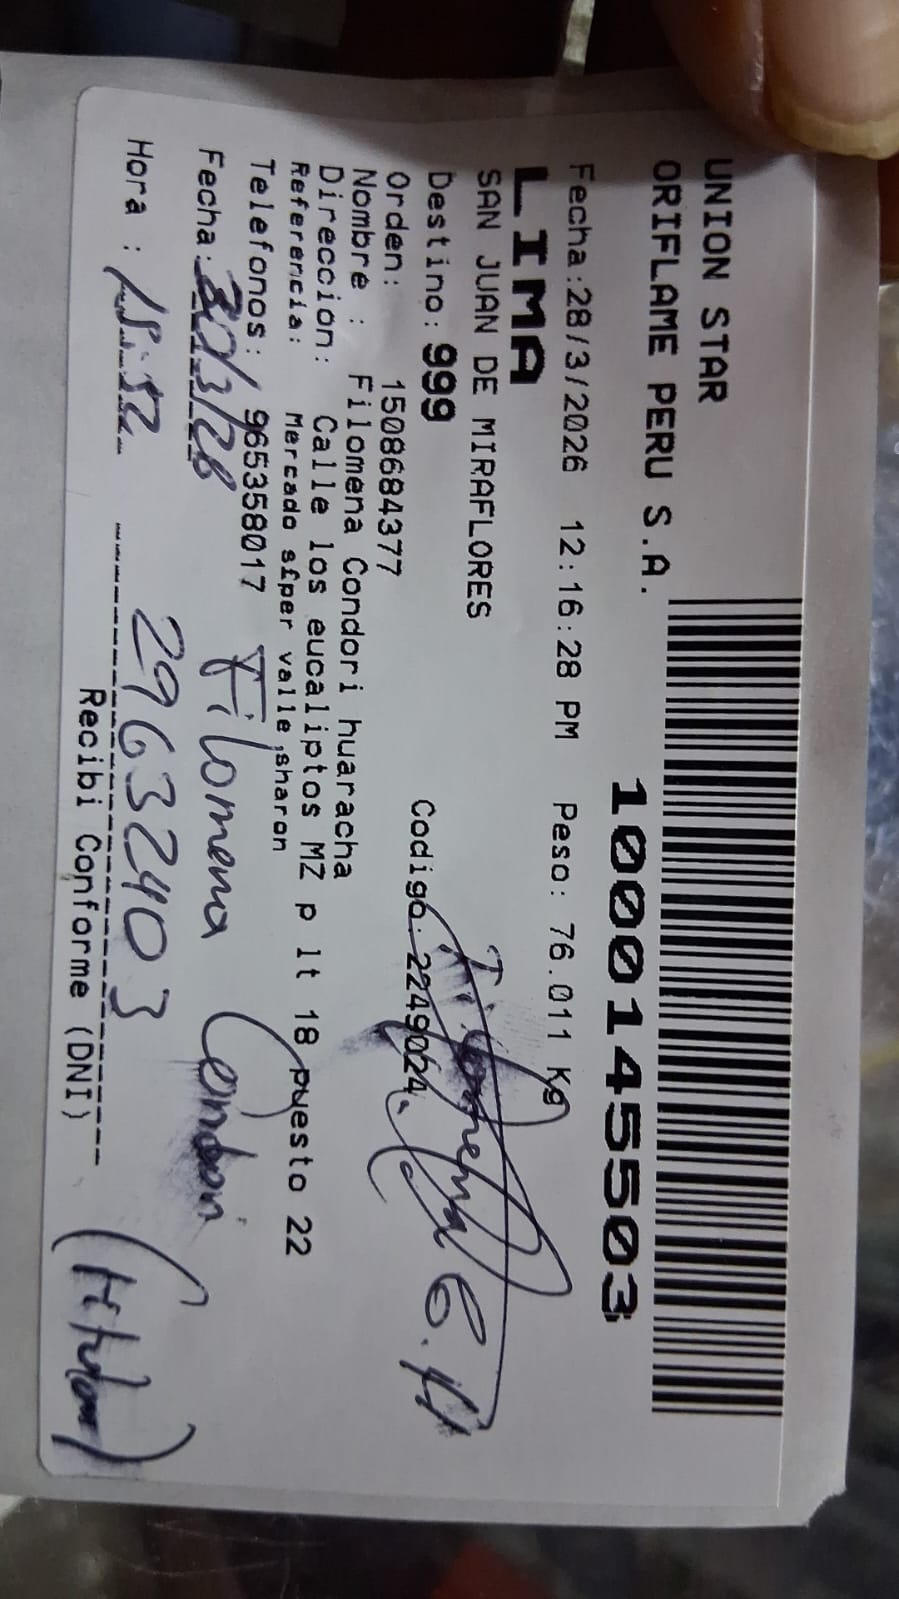 UNION STAR
ORIFLAME PERU S.A.
1000145503
Fecha:28/3/2026 12:16:28 PM Peso: 76.011 Kg
LIMA
SAN JUAN DE MIRAFLORES
Destino: 999
Codigo: 2249024
Orden: 1508684377
Nombre : Filomena Condori huaracha
Direccion: Calle los eucaliptos MZ p lt 18 puesto 22
Referencia: Mercado sfper valle sharon
Telefonos: 965358017
Filomena Condori
Fecha: 30/3/26
29632403
(titular)
Hora : 15:52
Recibi Conforme (DNI)